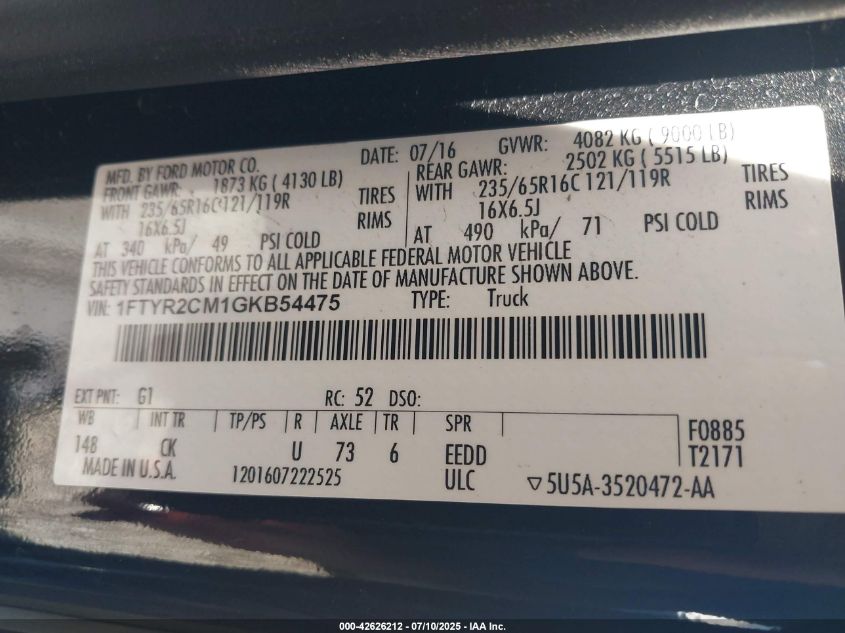 MFD. BY FORD MOTOR CO. DATE: 07/16 GVWR: 4082 KG ( 9000 LB)
FRONT GAWR: 1873 KG ( 4130 LB) REAR GAWR: 2502 KG ( 5515 LB)
WITH 235/65R16C 121/119R TIRES WITH 235/65R16C 121/119R TIRES
16X6.5J RIMS 16X6.5J RIMS
AT 340 kPa/ 49 PSI COLD AT 490 kPa/ 71 PSI COLD
THIS VEHICLE CONFORMS TO ALL APPLICABLE FEDERAL MOTOR VEHICLE
SAFETY STANDARDS IN EFFECT ON THE DATE OF MANUFACTURE SHOWN ABOVE.
VIN: 1FTYR2CM1GKB54475 TYPE: Truck
EXT PNT: G1 RC: 52 DSO:
WB INT TR TP/PS R AXLE TR SPR F0885
148 CK U 73 6 EEDD T2171
MADE IN U.S.A. 1201607222525 ULC ▽5U5A-3520472-AA
000-42626212 - 07/10/2025 - IAA Inc.